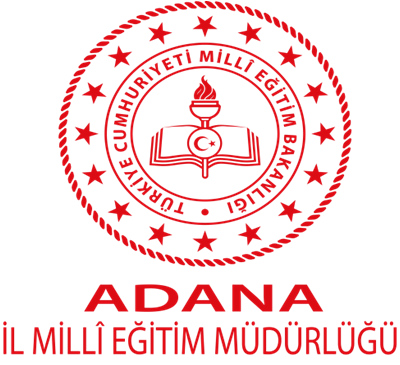 TÜRKİYE CUMHURİYETİ MİLLÎ EĞİTİM BAKANLIĞI
ADANA
İL MİLLÎ EĞİTİM MÜDÜRLÜĞÜ